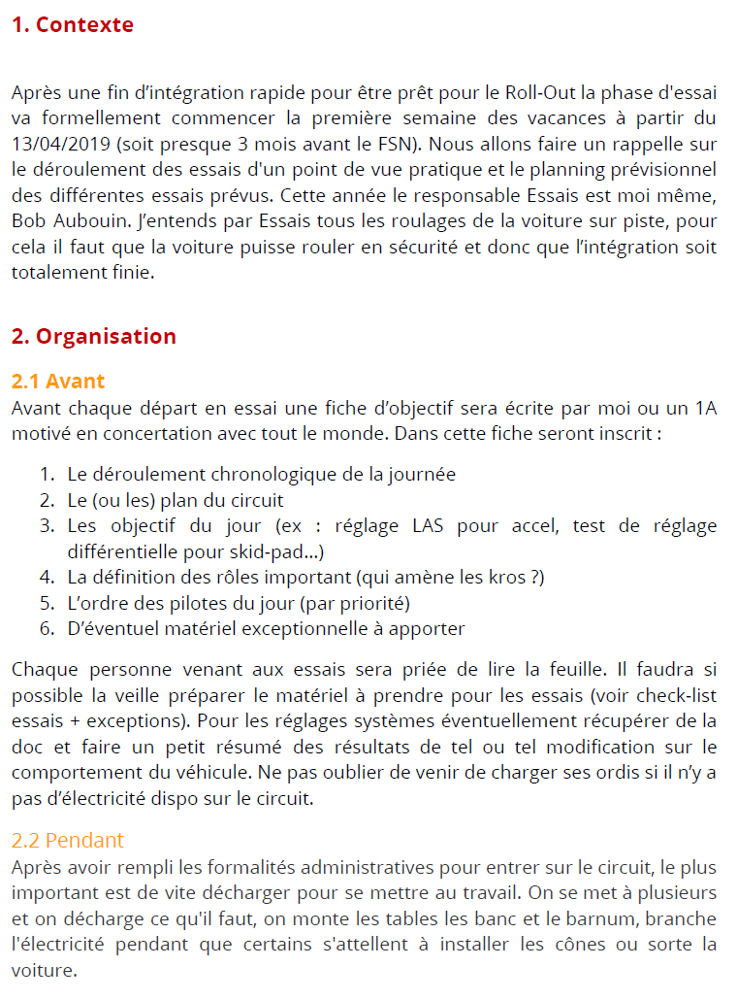 1. Contexte
Après une fin d’intégration rapide pour être prêt pour le Roll-Out la phase d'essai
va formellement commencer la première semaine des vacances à partir du
13/04/2019 (soit presque 3 mois avant le FSN). Nous allons faire un rappelle sur
le déroulement des essais d'un point de vue pratique et le planning prévisionnel
des différentes essais prévus. Cette année le responsable Essais est moi même,
Bob Aubouin. J’entends par Essais tous les roulages de la voiture sur piste, pour
cela il faut que la voiture puisse rouler en sécurité et donc que l’intégration soit
totalement finie.
2. Organisation
2.1 Avant
Avant chaque départ en essai une fiche d’objectif sera écrite par moi ou un 1A
motivé en concertation avec tout le monde. Dans cette fiche seront inscrit :
1. Le déroulement chronologique de la journée
2. Le (ou les) plan du circuit
3. Les objectif du jour (ex : réglage LAS pour accel, test de réglage
différentielle pour skid-pad…)
4. La définition des rôles important (qui amène les kros ?)
5. L’ordre des pilotes du jour (par priorité)
6. D’éventuel matériel exceptionnelle à apporter
Chaque personne venant aux essais sera priée de lire la feuille. Il faudra si
possible la veille préparer le matériel à prendre pour les essais (voir check-list
essais + exceptions). Pour les réglages systèmes éventuellement récupérer de la
doc et faire un petit résumé des résultats de tel ou tel modification sur le
comportement du véhicule. Ne pas oublier de venir de charger ses ordis si il n’y a
pas d’électricité dispo sur le circuit.
2.2 Pendant
Après avoir rempli les formalités administratives pour entrer sur le circuit, le plus
important est de vite décharger pour se mettre au travail. On se met à plusieurs
et on décharge ce qu'il faut, on monte les tables les banc et le barnum, branche
l'électricité pendant que certains s'attellent à installer les cônes ou sorte la
voiture.